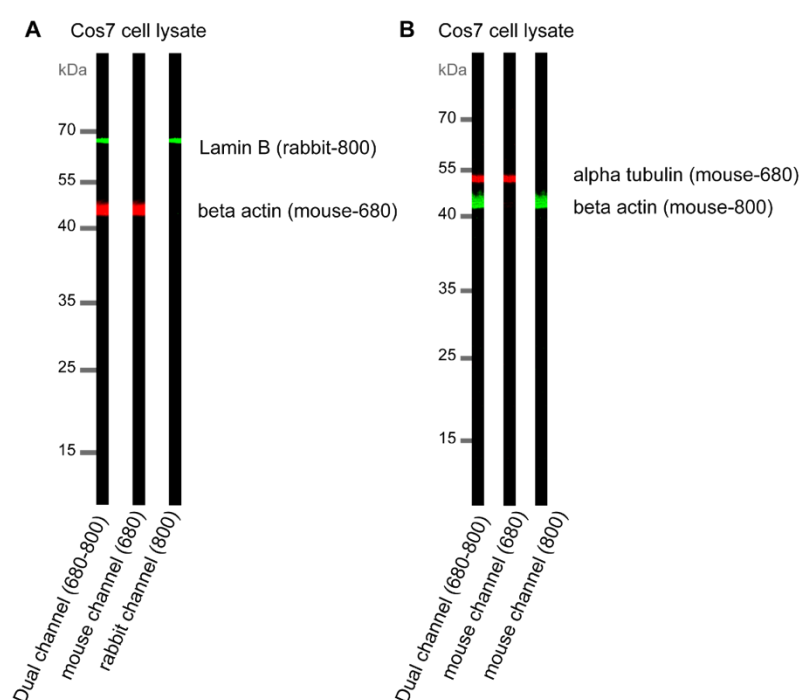 A
Cos7 cell lysate
kDa
70
55
40
35
25
15
Lamin B (rabbit-800)
beta actin (mouse-680)
Dual channel (680-800)
mouse channel (680)
rabbit channel (800)
B
Cos7 cell lysate
kDa
70
55
40
35
25
15
alpha tubulin (mouse-680)
beta actin (mouse-800)
Dual channel (680-800)
mouse channel (680)
mouse channel (800)